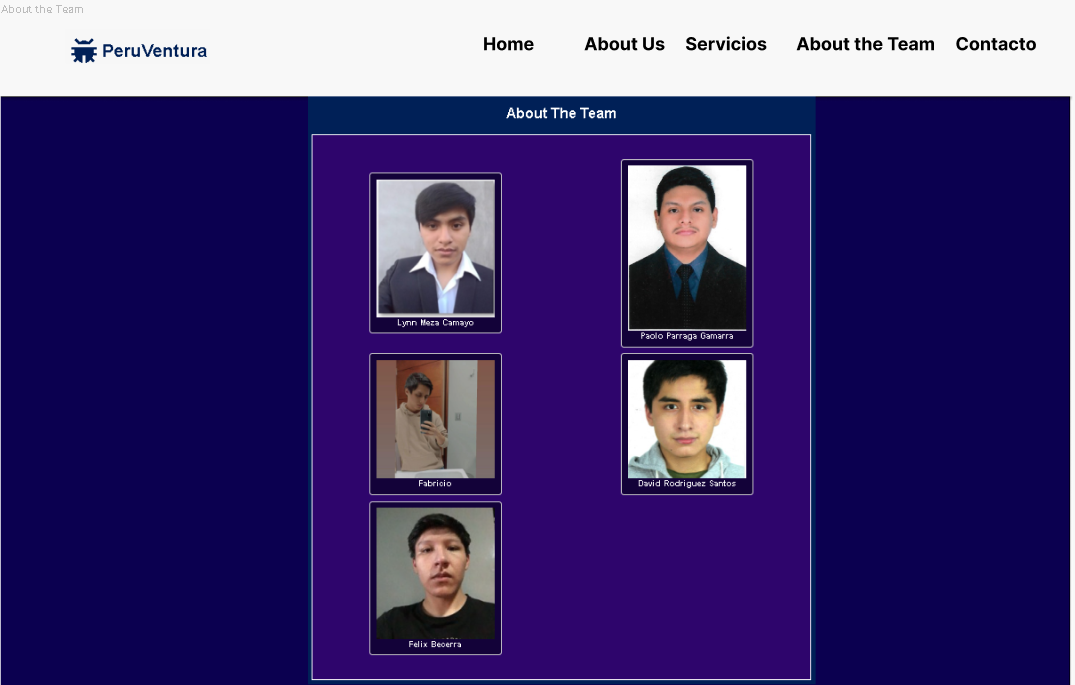 About the Team
PeruVentura
Home About Us Servicios About the Team Contacto
About The Team
Lynn Meza Camayo
Paolo Parraga Gamarra
Fabricio
David Rodriguez Santos
Felix Becerra